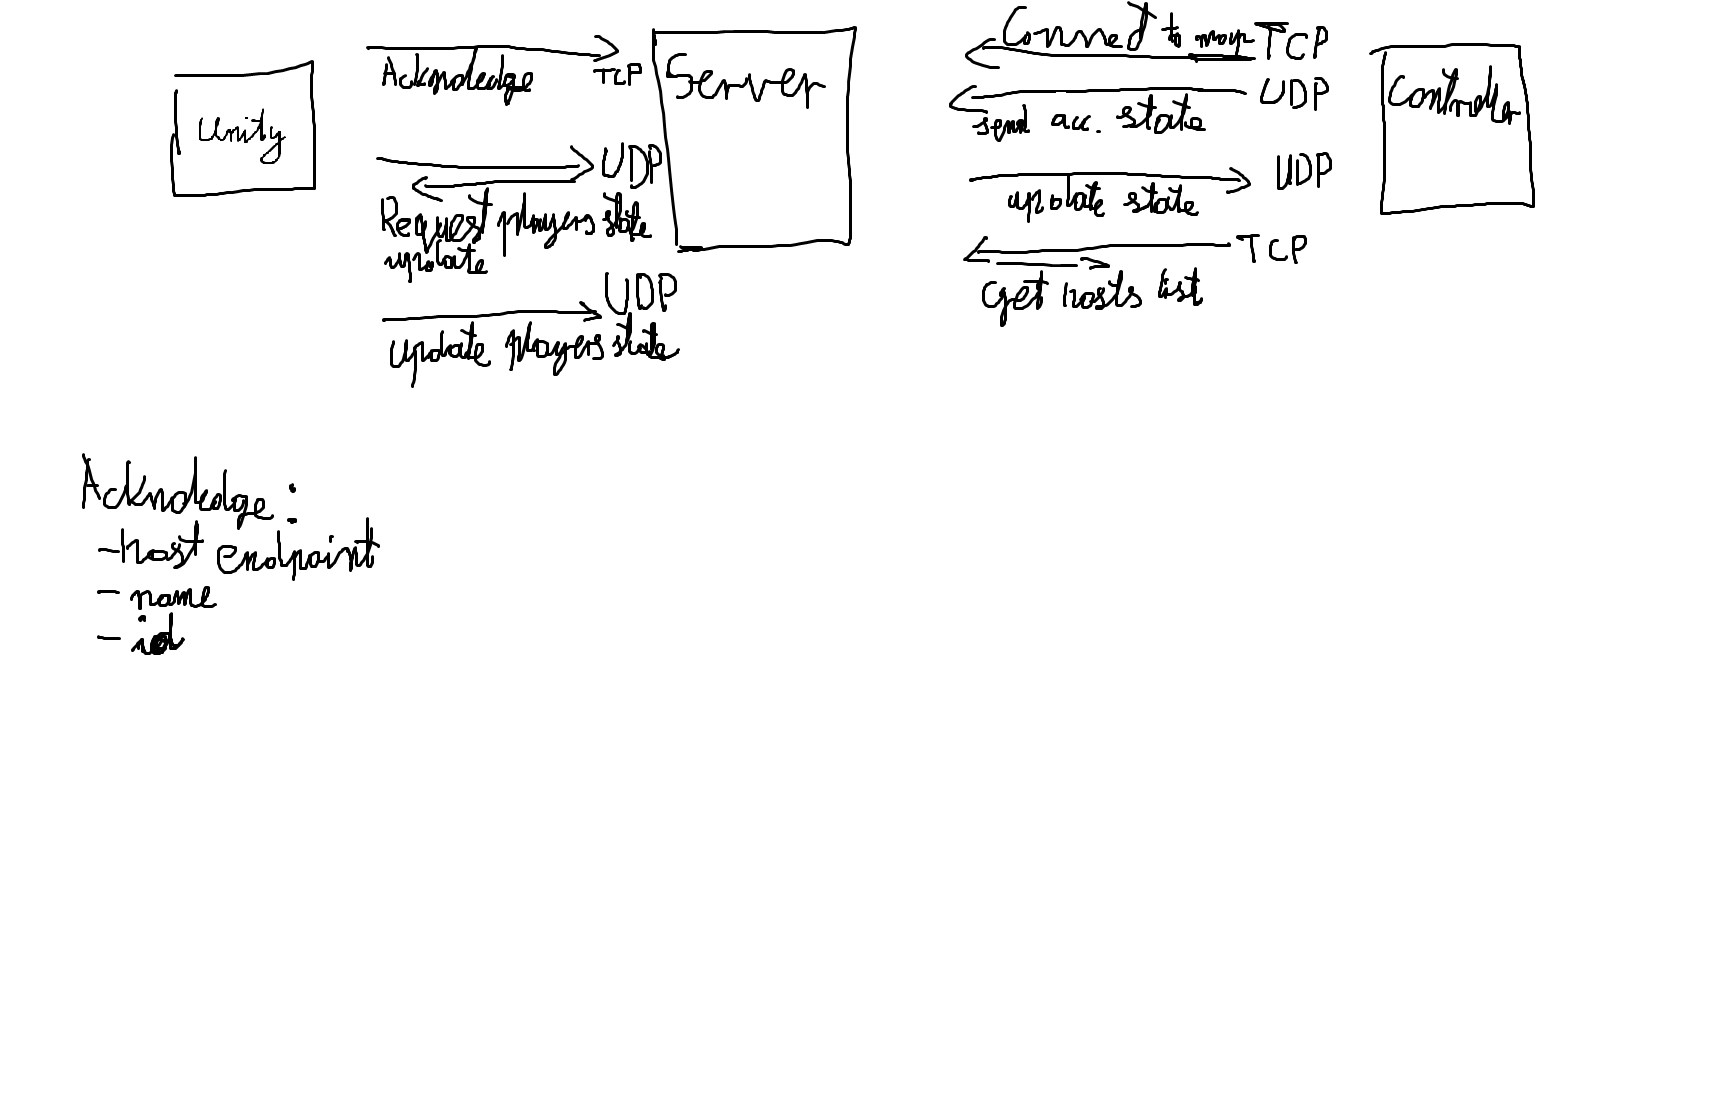 Unity
Acknoledge
TCP
UDP
Request players state
update
UDP
update players state
Server
Connect to map TCP
UDP
send acc. state
UDP
update state
TCP
Get hosts list
Controller
Acknoledge:
- host endpoint
- name
- id